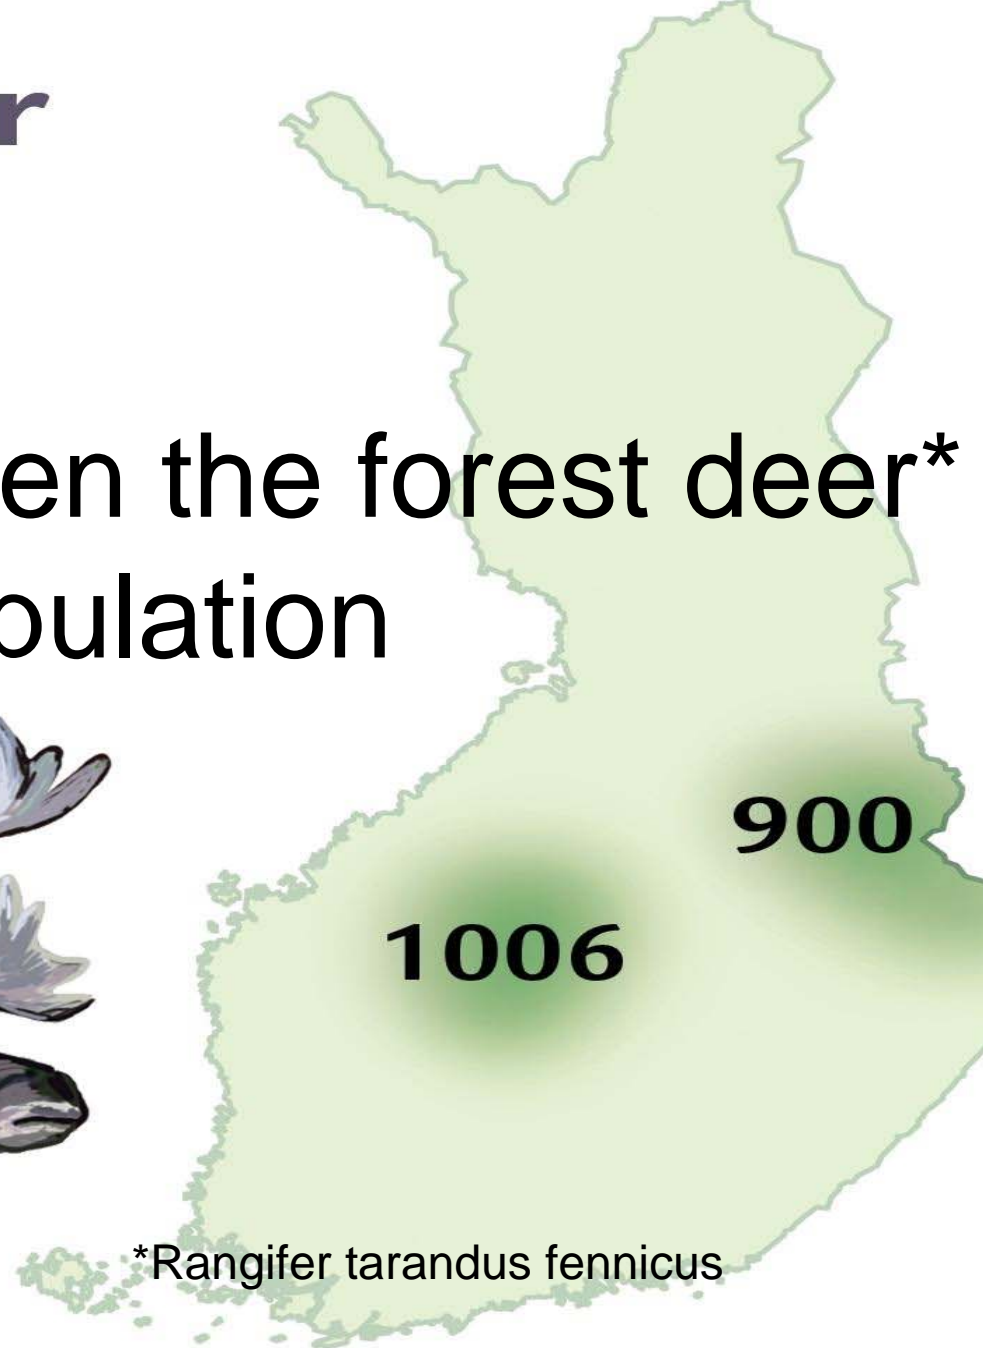 r
en the forest deer*
pulation
900
1006
*Rangifer tarandus fennicus